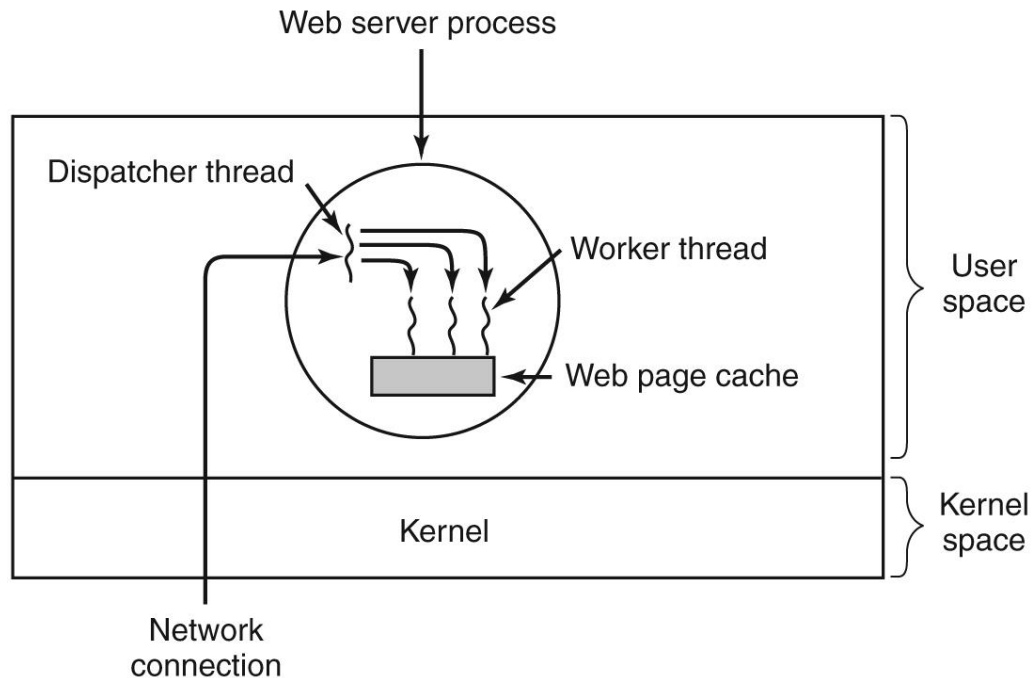 Web server process
Dispatcher thread
Worker thread
User
space
Web page cache
Kernel
Kernel
space
Network
connection